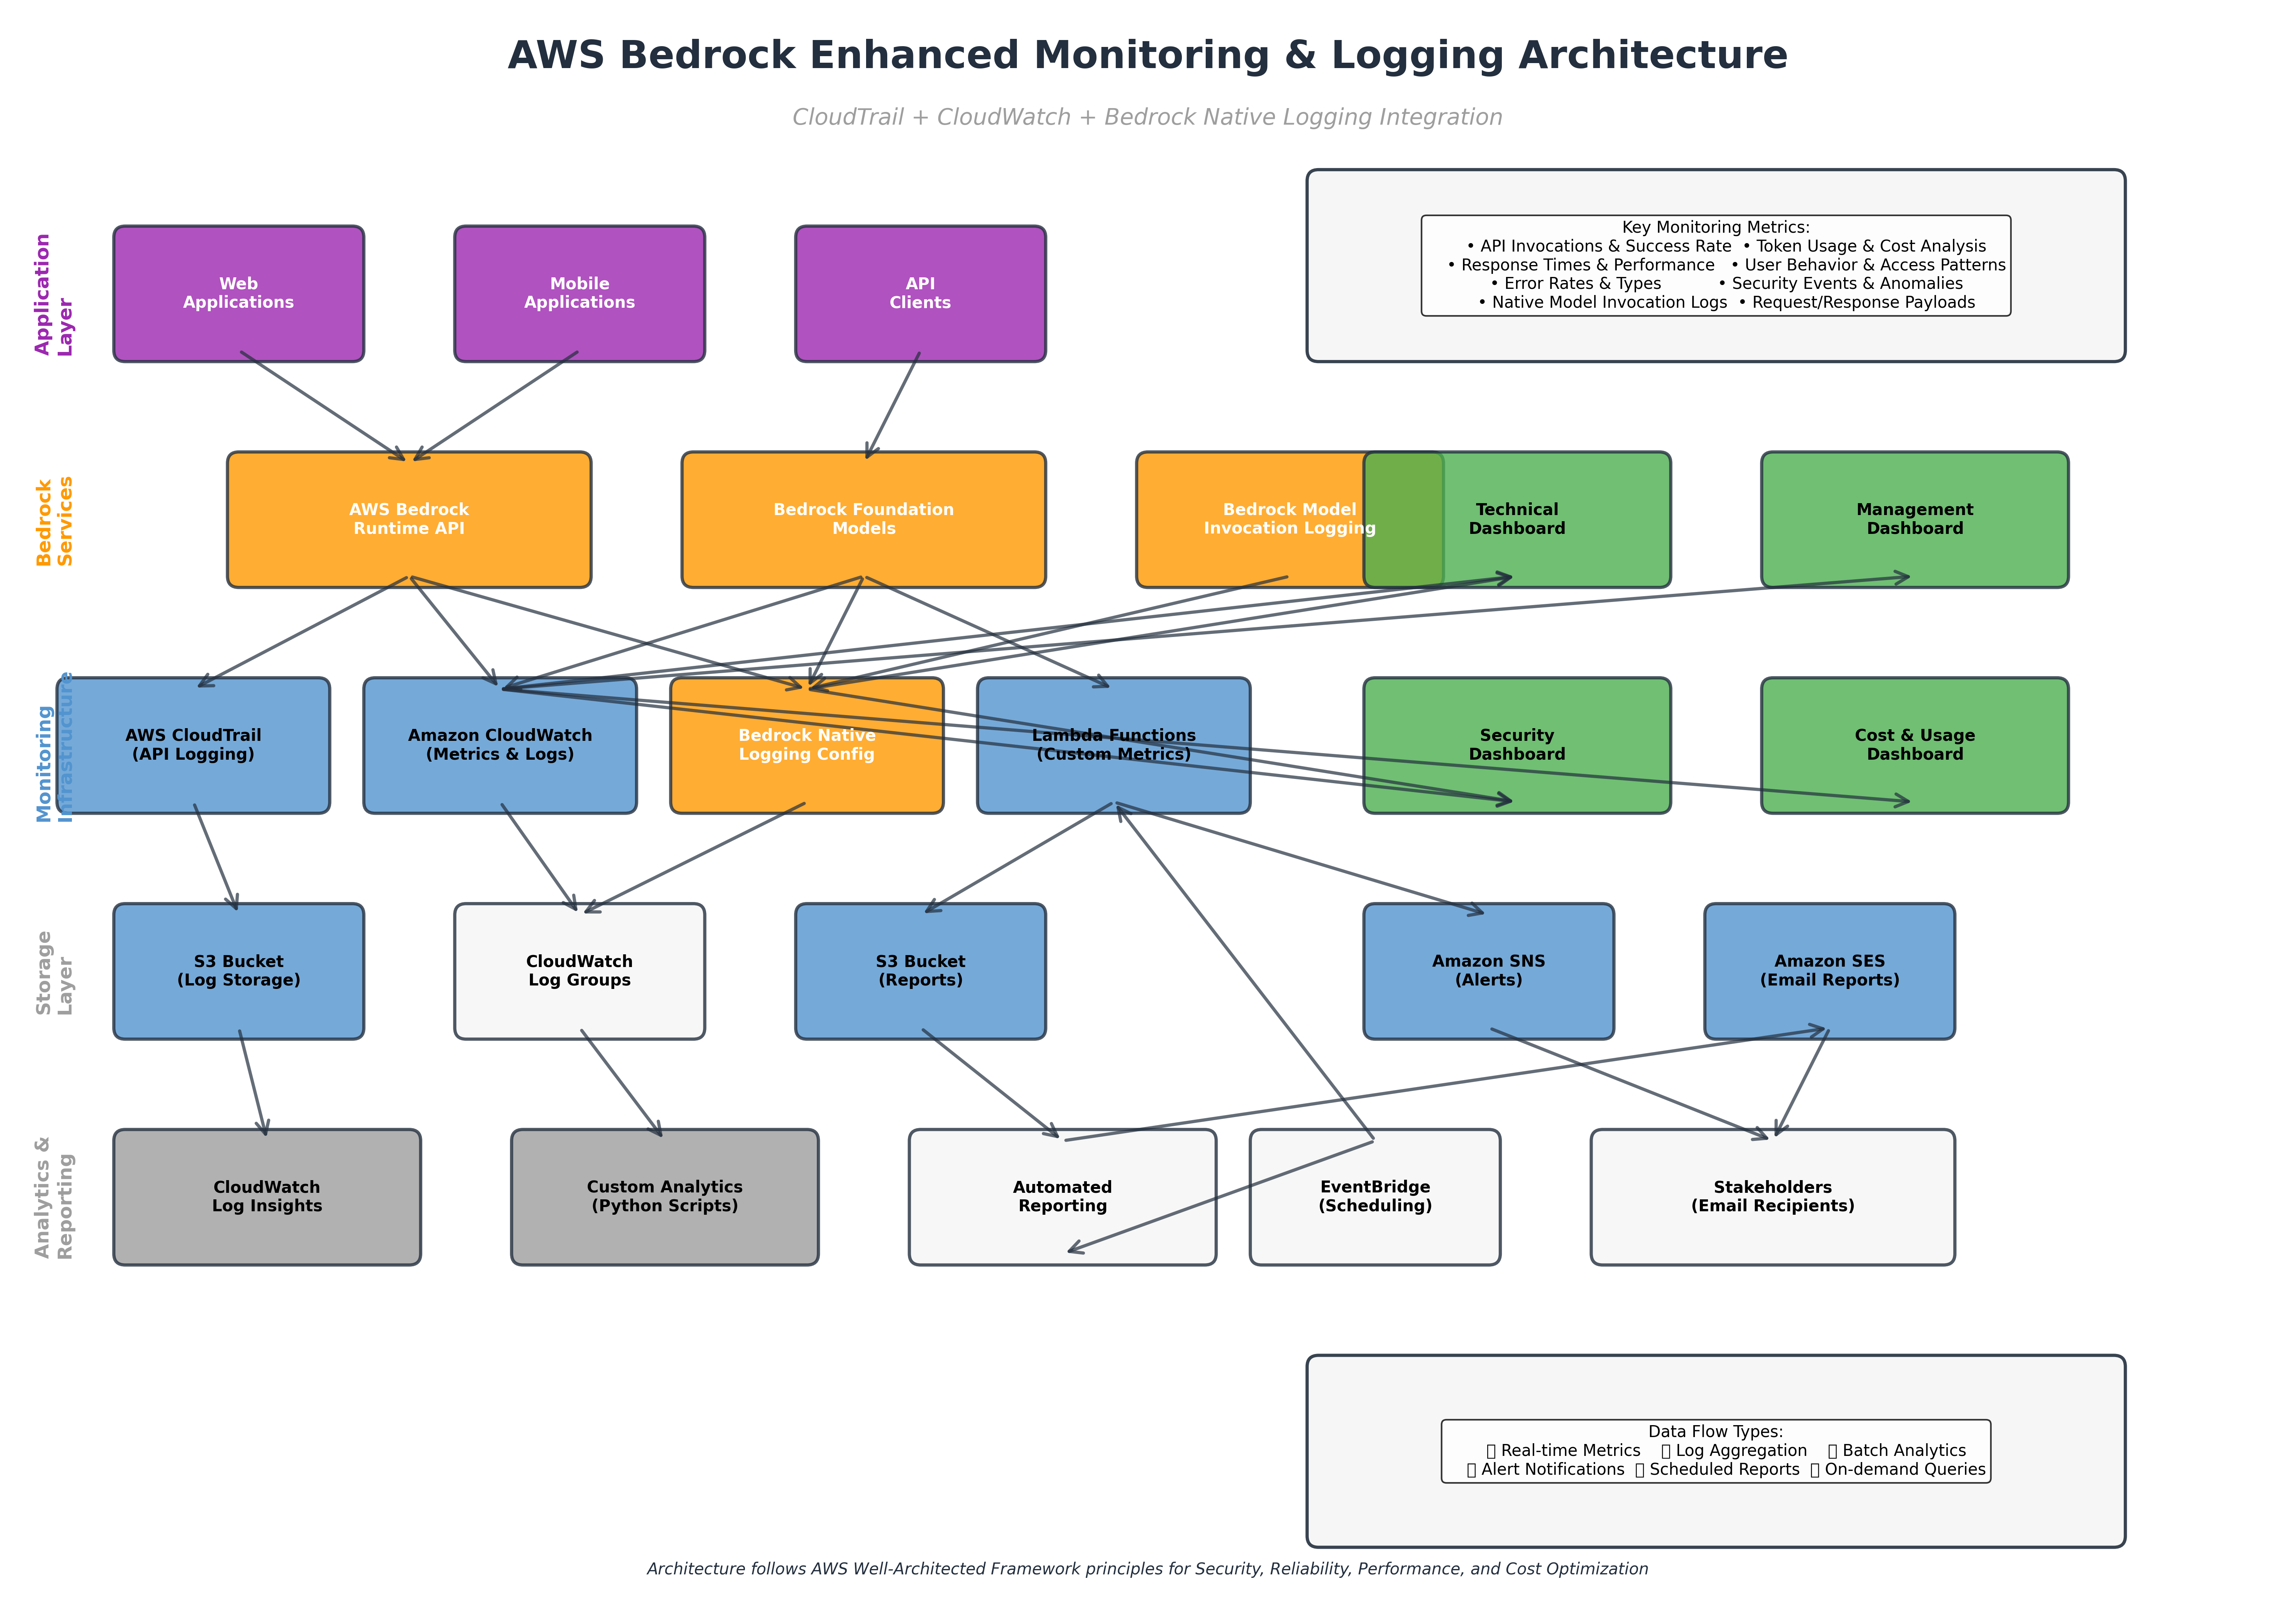 AWS Bedrock Enhanced Monitoring & Logging Architecture
CloudTrail + CloudWatch + Bedrock Native Logging Integration
Application
Layer
Web
Applications
Mobile
Applications
API
Clients
Key Monitoring Metrics:
• API Invocations & Success Rate • Token Usage & Cost Analysis
• Response Times & Performance • User Behavior & Access Patterns
• Error Rates & Types • Security Events & Anomalies
• Native Model Invocation Logs • Request/Response Payloads
Bedrock
Services
AWS Bedrock
Runtime API
Bedrock Foundation
Models
Bedrock Model
Invocation Logging
Technical
Dashboard
Management
Dashboard
Monitoring
Infrastructure
AWS CloudTrail
(API Logging)
Amazon CloudWatch
(Metrics & Logs)
Bedrock Native
Logging Config
Lambda Functions
(Custom Metrics)
Security
Dashboard
Cost & Usage
Dashboard
Storage
Layer
S3 Bucket
(Log Storage)
CloudWatch
Log Groups
S3 Bucket
(Reports)
Amazon SNS
(Alerts)
Amazon SES
(Email Reports)
Analytics &
Reporting
CloudWatch
Log Insights
Custom Analytics
(Python Scripts)
Automated
Reporting
EventBridge
(Scheduling)
Stakeholders
(Email Recipients)
Data Flow Types:
Real-time Metrics Log Aggregation Batch Analytics
Alert Notifications Scheduled Reports On-demand Queries
Architecture follows AWS Well-Architected Framework principles for Security, Reliability, Performance, and Cost Optimization